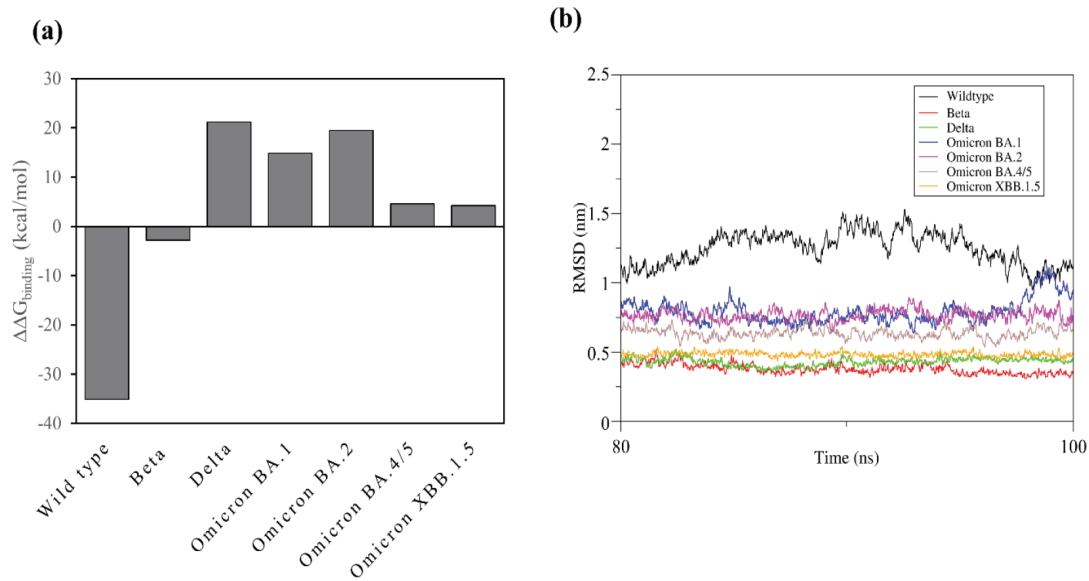 (a)
30
20
10
0
-10
-20
-30
-40
ΔΔGbinding (kcal/mol)
Wild type
Beta
Delta
Omicron BA.1
Omicron BA.2
Omicron BA.4/5
Omicron XBB.1.5
(b)
2.5
2
1.5
1
0.5
0
RMSD (nm)
Wildtype
Beta
Delta
Omicron BA.1
Omicron BA.2
Omicron BA.4/5
Omicron XBB.1.5
80
100
Time (ns)